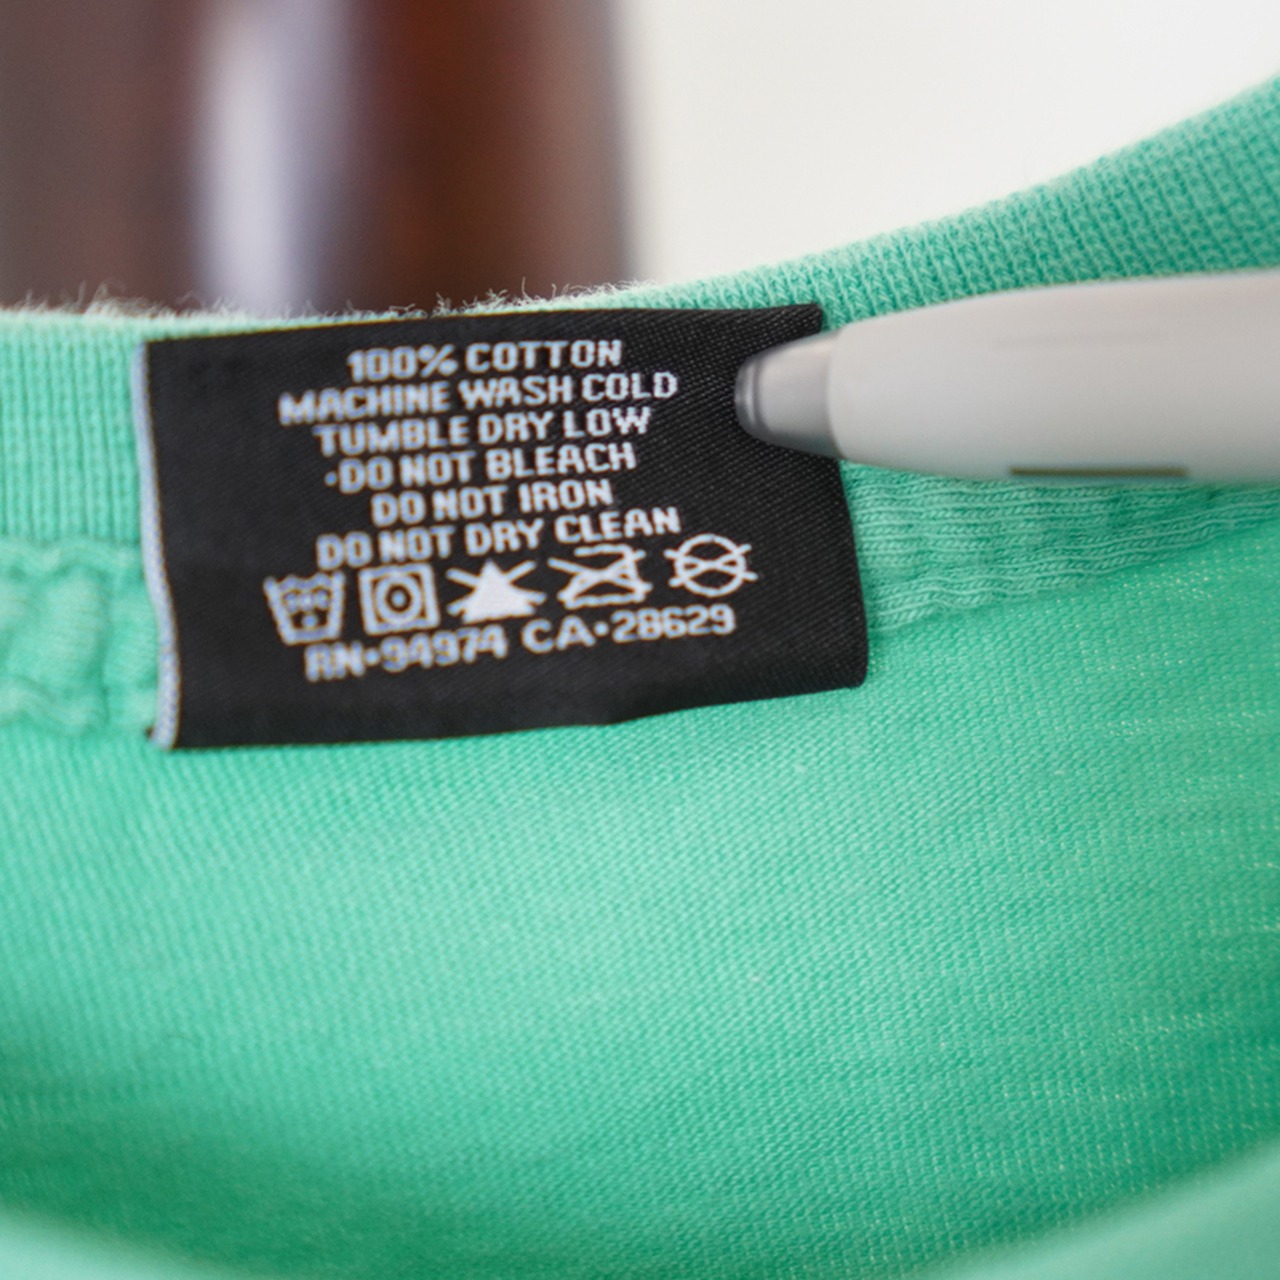 100% COTTON
MACHINE WASH COLD
TUMBLE DRY LOW
·DO NOT BLEACH
DO NOT IRON
DO NOT DRY CLEAN
RN·94974 CA·28629